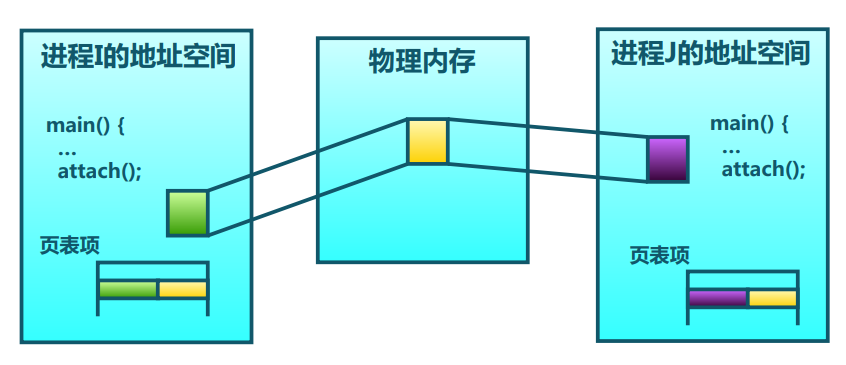 进程I的地址空间
main() {
...
attach();
页表项
物理内存
进程J的地址空间
main() {
...
attach();
页表项